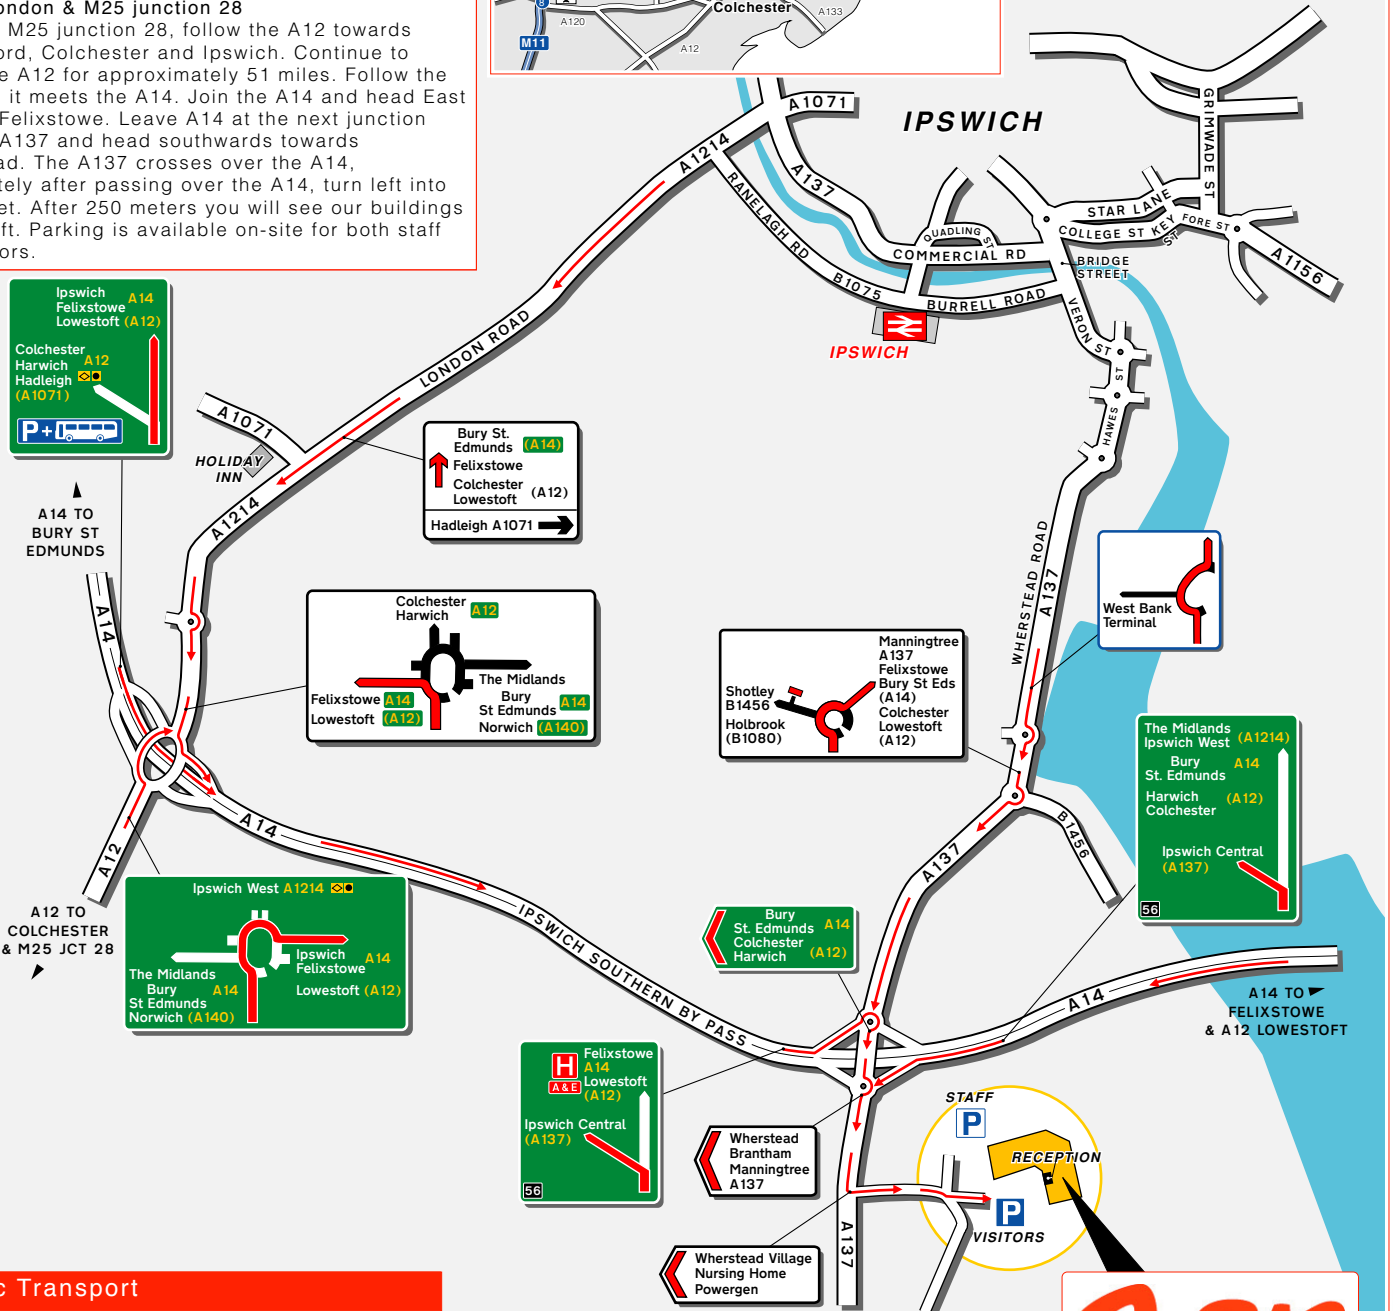 ondon & M25 junction 28
M25 junction 28, follow the A12 towards
ord, Colchester and Ipswich. Continue to
e A12 for approximately 51 miles. Follow the
it meets the A14. Join the A14 and head East
Felixstowe. Leave A14 at the next junction
A137 and head southwards towards
ad. The A137 crosses over the A14,
tely after passing over the A14, turn left into
et. After 250 meters you will see our buildings
ft. Parking is available on-site for both staff
ors.
8
A120
M11
A12
Colchester
A133
A1071
IPSWICH
GRIMWADE ST
A1214
A137
RANELAGH RD
B1075
QUADLING ST
COMMERCIAL RD
STAR LANE
COLLEGE ST
KEY ST
FORE ST
A1156
BRIDGE
STREET
BURRELL ROAD
VERON ST
IPSWICH
HAWES ST
LONDON ROAD
Ipswich
Felixstowe
Lowestoft (A12)
A14
Colchester
Harwich
Hadleigh
(A1071)
A12
P+
A1071
HOLIDAY
INN
A1214
Bury St.
Edmunds (A14)
Felixstowe
Colchester
Lowestoft (A12)
Hadleigh A1071
A14 TO
BURY ST
EDMUNDS
A14
Colchester
Harwich A12
The Midlands
Bury
St Edmunds A14
Norwich (A140)
Felixstowe A14
Lowestoft (A12)
WHERSTEAD ROAD
A137
West Bank
Terminal
Manningtree
A137
Felixstowe
Bury St Eds
(A14)
Colchester
Lowestoft
(A12)
Shotley
B1456
Holbrook
(B1080)
The Midlands
Ipswich West (A1214)
Bury
St. Edmunds A14
Harwich
Colchester (A12)
Ipswich Central
(A137)
56
B1456
A137
A14
A12
A12 TO
COLCHESTER
& M25 JCT 28
Ipswich West A1214
Ipswich
Felixstowe A14
Lowestoft (A12)
The Midlands
Bury
St Edmunds A14
Norwich (A140)
IPSWICH SOUTHERN BY PASS
Bury
St. Edmunds A14
Colchester
Harwich (A12)
A14
A14 TO
FELIXSTOWE
& A12 LOWESTOFT
H
A & E
Felixstowe
A14
Lowestoft
(A12)
Ipswich Central
(A137)
56
Wherstead
Brantham
Manningtree
A137
STAFF
P
RECEPTION
P
VISITORS
A137
Wherstead Village
Nursing Home
Powergen
c Transport